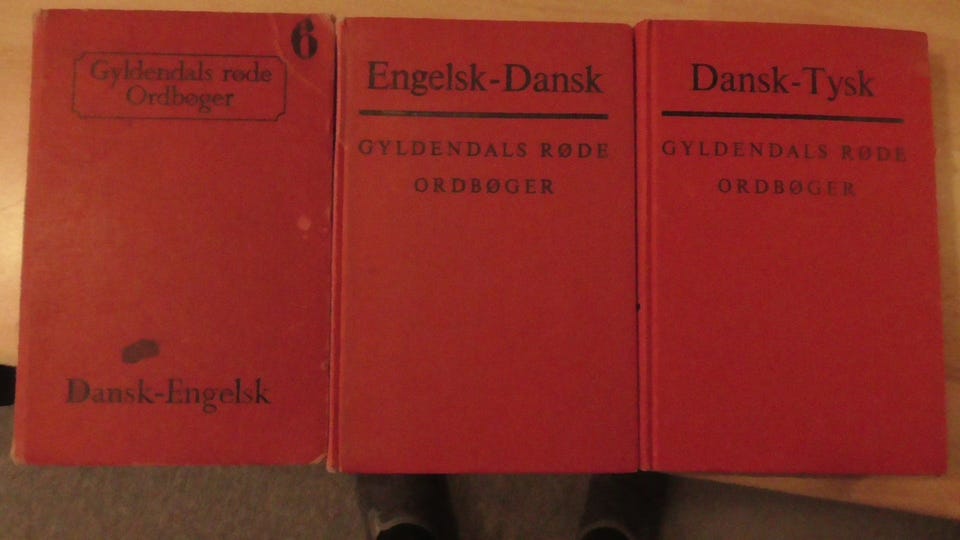 6
Gyldendals røde
Ordbøger
Dansk-Engelsk
Engelsk-Dansk
GYLDENDALS RØDE
ORDBØGER
Dansk-Tysk
GYLDENDALS RØDE
ORDBØGER